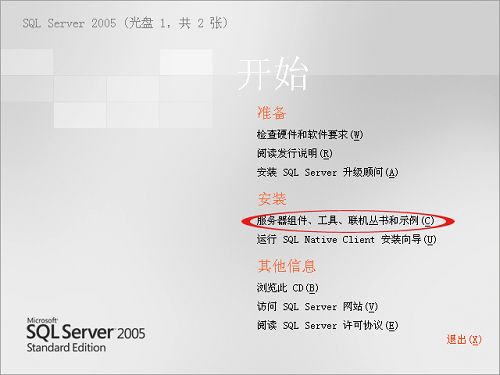 SQL Server 2005 (光盘 1, 共 2 张)
开始
准备
检查硬件和软件要求(W)
阅读发行说明(R)
安装 SQL Server 升级顾问(A)
安装
服务器组件、工具、联机丛书和示例(C)
运行 SQL Native Client 安装向导(U)
其他信息
浏览此 CD(B)
访问 SQL Server 网站(V)
阅读 SQL Server 许可协议(E)
Microsoft
SQL Server 2005
Standard Edition
退出(X)